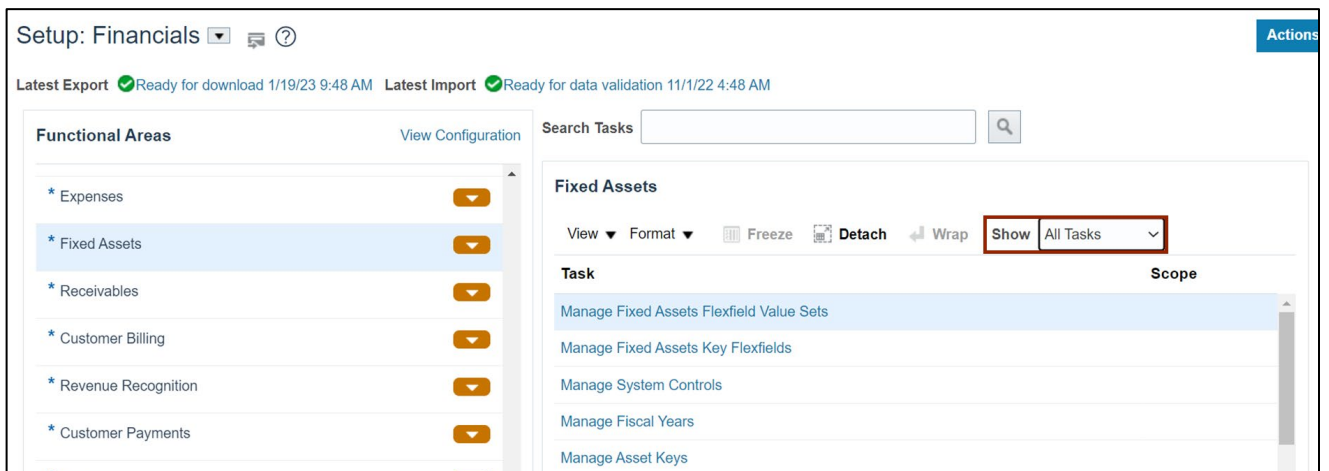 Setup: Financials
Actions
Latest Export Ready for download 1/19/23 9:48 AM Latest Import Ready for data validation 11/1/22 4:48 AM
Functional Areas View Configuration
* Expenses
* Fixed Assets
* Receivables
* Customer Billing
* Revenue Recognition
* Customer Payments
Search Tasks
Fixed Assets
View Format Freeze Detach Wrap Show All Tasks
Task Scope
Manage Fixed Assets Flexfield Value Sets
Manage Fixed Assets Key Flexfields
Manage System Controls
Manage Fiscal Years
Manage Asset Keys